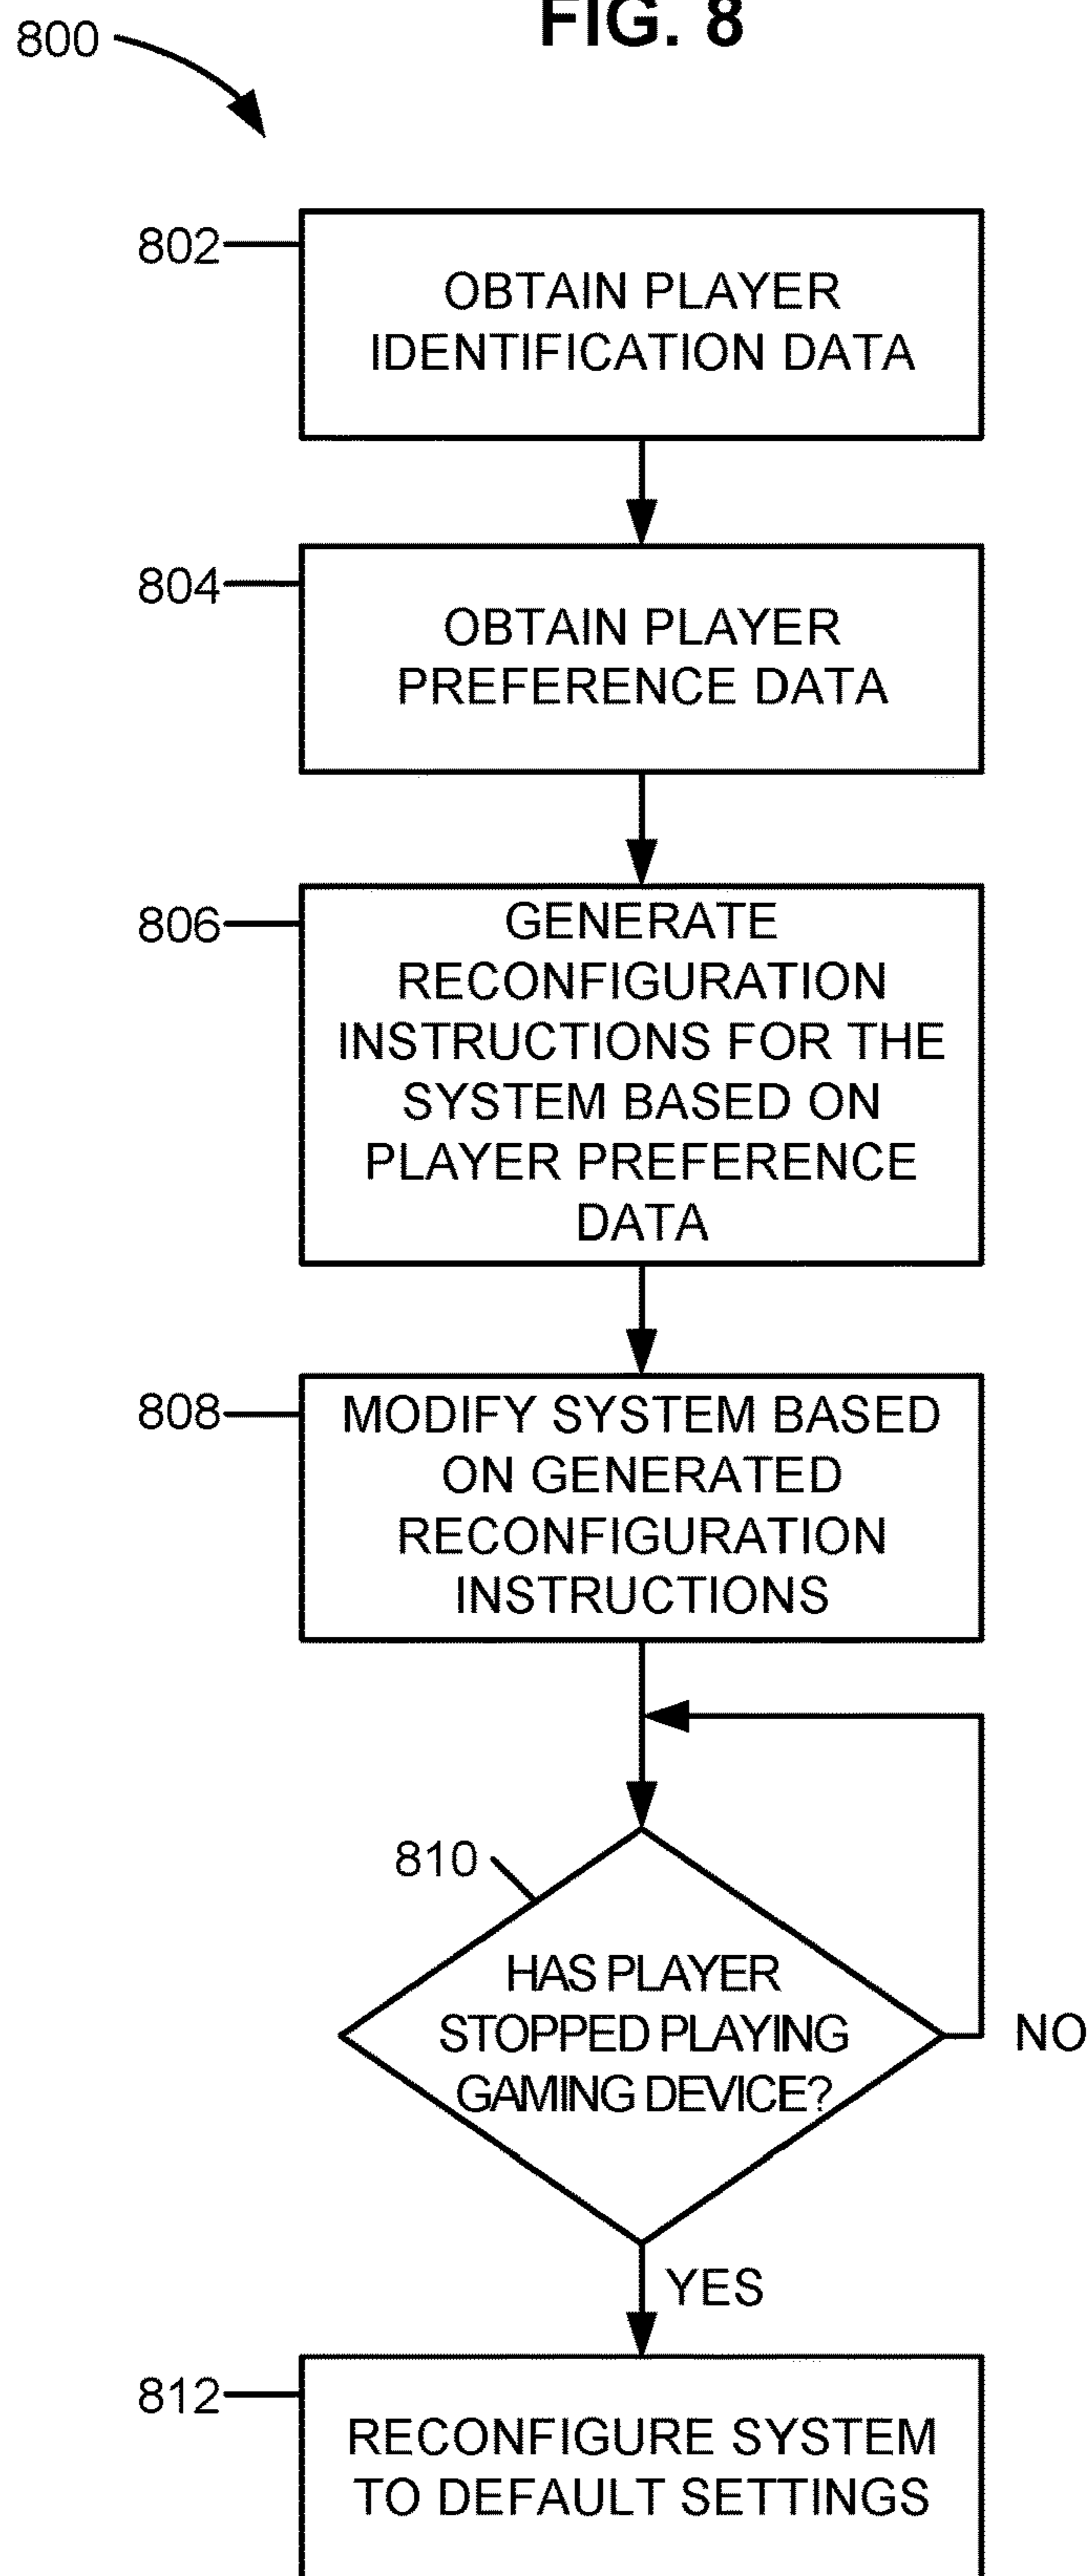 FIG. 8
800
802
OBTAIN PLAYER
IDENTIFICATION DATA
804
OBTAIN PLAYER
PREFERENCE DATA
806
GENERATE
RECONFIGURATION
INSTRUCTIONS FOR THE
SYSTEM BASED ON
PLAYER PREFERENCE
DATA
808
MODIFY SYSTEM BASED
ON GENERATED
RECONFIGURATION
INSTRUCTIONS
810
HAS PLAYER
STOPPED PLAYING
GAMING DEVICE?
NO
YES
812
RECONFIGURE SYSTEM
TO DEFAULT SETTINGS